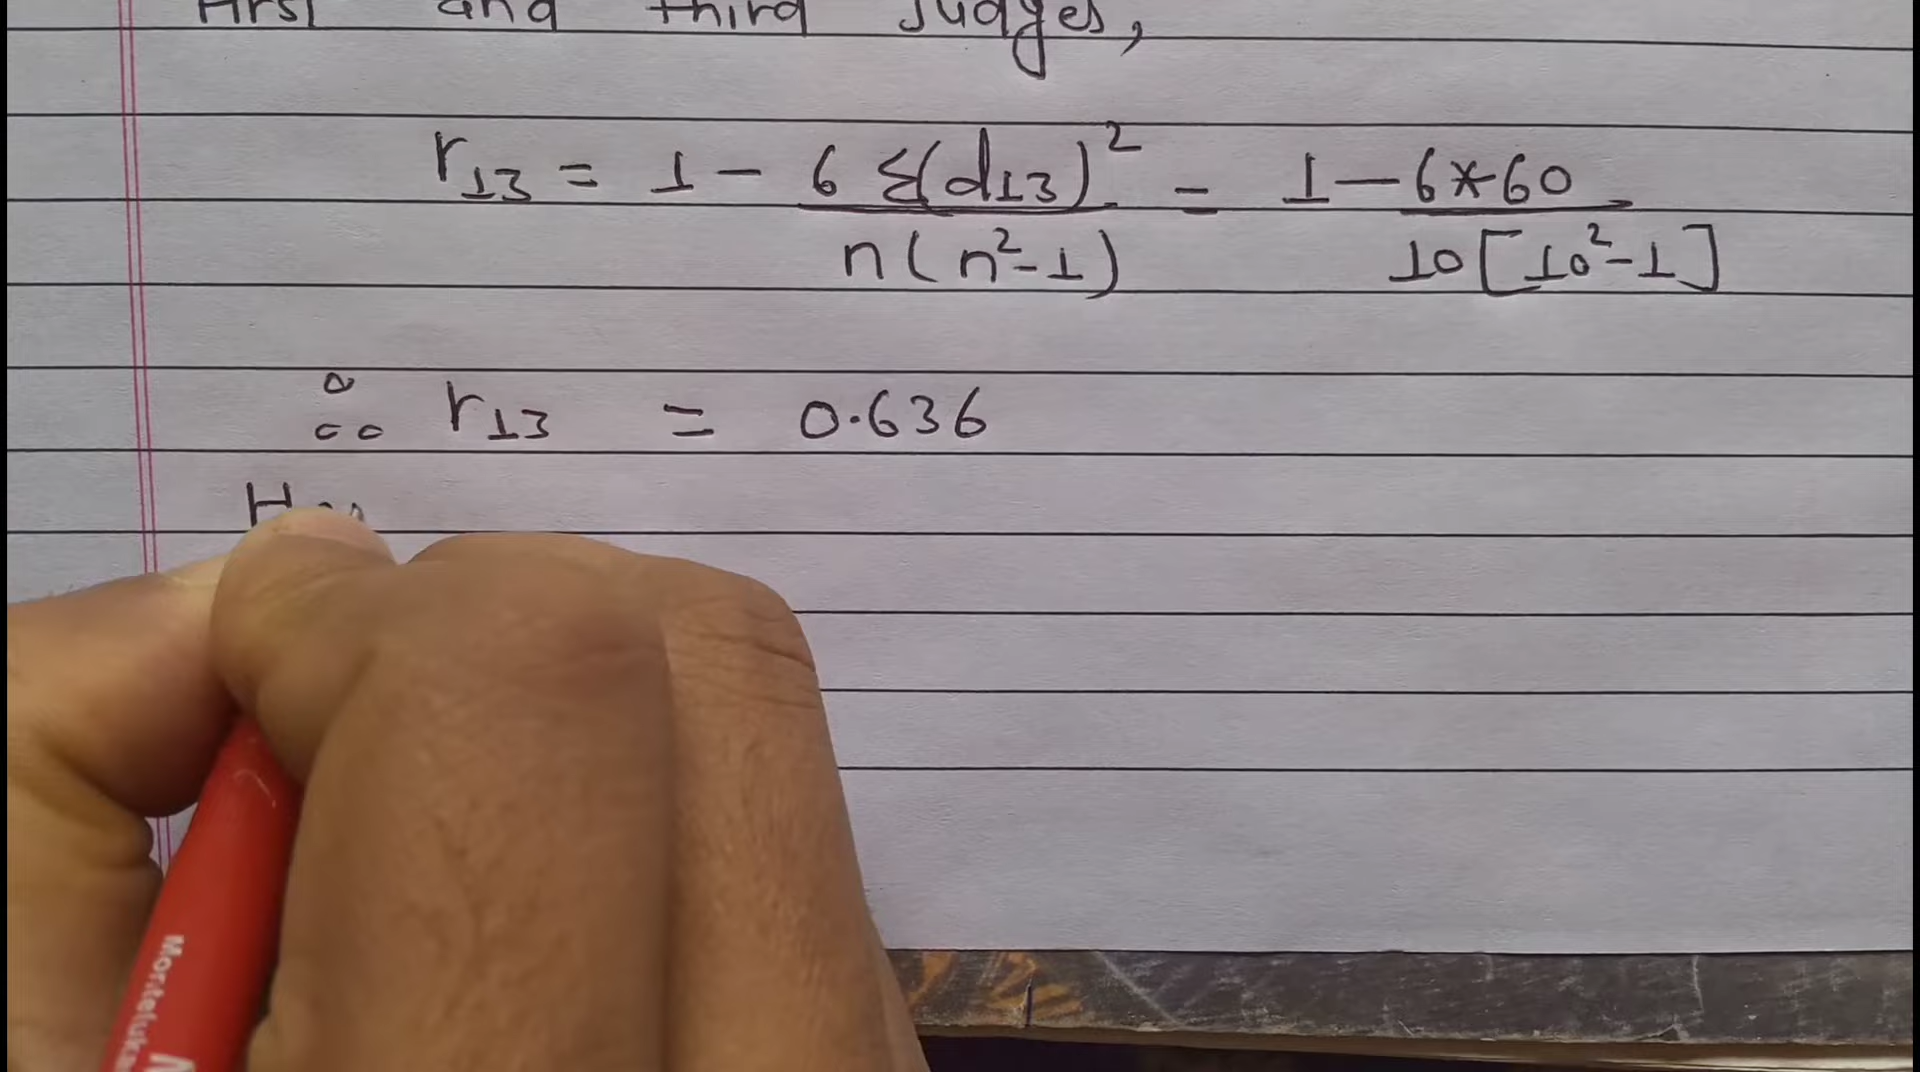 First and third Judges,
r₁₃ = 1 - 6 Σ(d₁₃)² / n(n²-1) = 1 - 6*60 / 10[10²-1]
∴ r₁₃ = 0.636